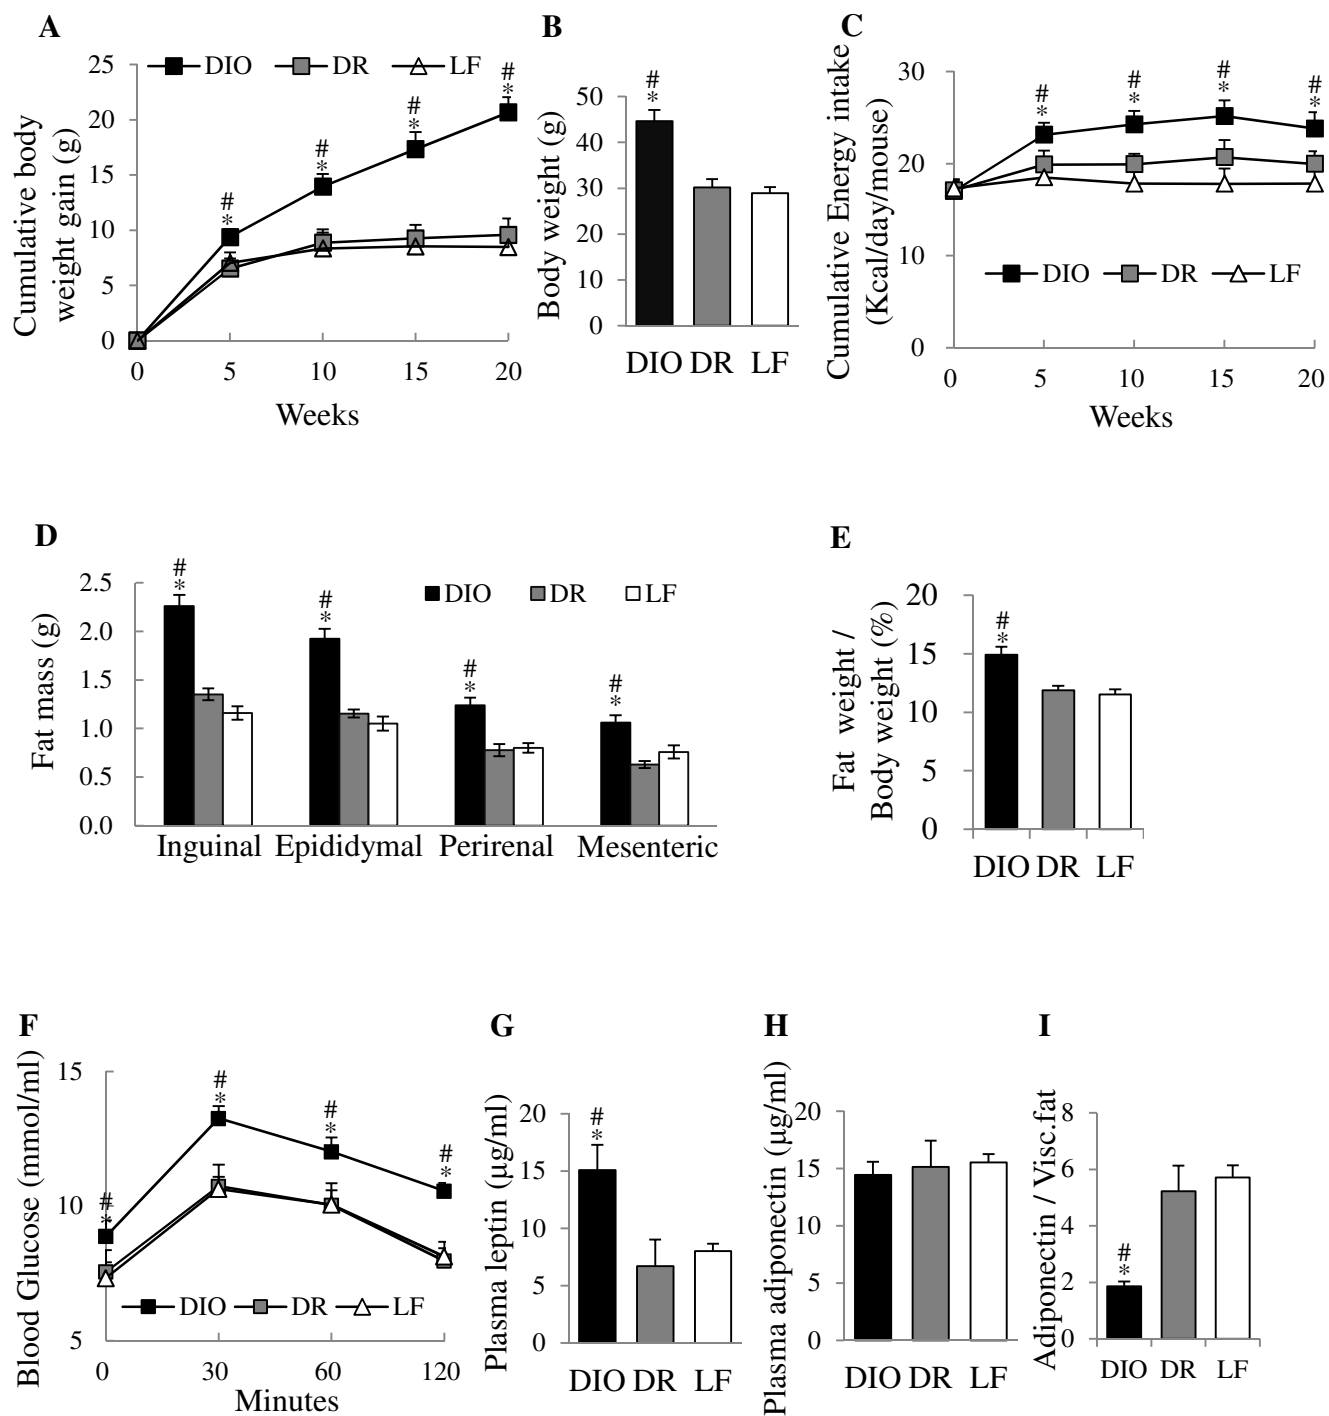 A
B
C
DIO DR LF
25
20
15
10
5
0
Cumulative body
weight gain (g)
#
*
#
*
#
*
#
*
0 5 10 15 20
Weeks
50
40
30
20
10
0
Body weight (g)
#
*
DIO DR LF
30
20
10
0
Cumulative Energy intake
(Kcal/day/mouse)
#
*
#
*
#
*
#
*
DIO DR LF
0 5 10 15 20
Weeks
D
E
2.5
2.0
1.5
1.0
0.5
0.0
Fat mass (g)
#
*
#
*
#
*
#
*
DIO DR LF
Inguinal Epididymal Perirenal Mesenteric
20
15
10
5
0
Fat weight /
Body weight (%)
#
*
DIO DR LF
F
G
H
I
15
10
5
Blood Glucose (mmol/ml)
#
*
#
*
#
*
#
*
DIO DR LF
0 30 60 120
Minutes
20
15
10
5
0
Plasma leptin (µg/ml)
#
*
DIO DR LF
20
15
10
5
0
Plasma adiponectin (µg/ml)
DIO DR LF
8
6
4
2
0
Adiponectin / Visc.fat
#
*
DIO DR LF